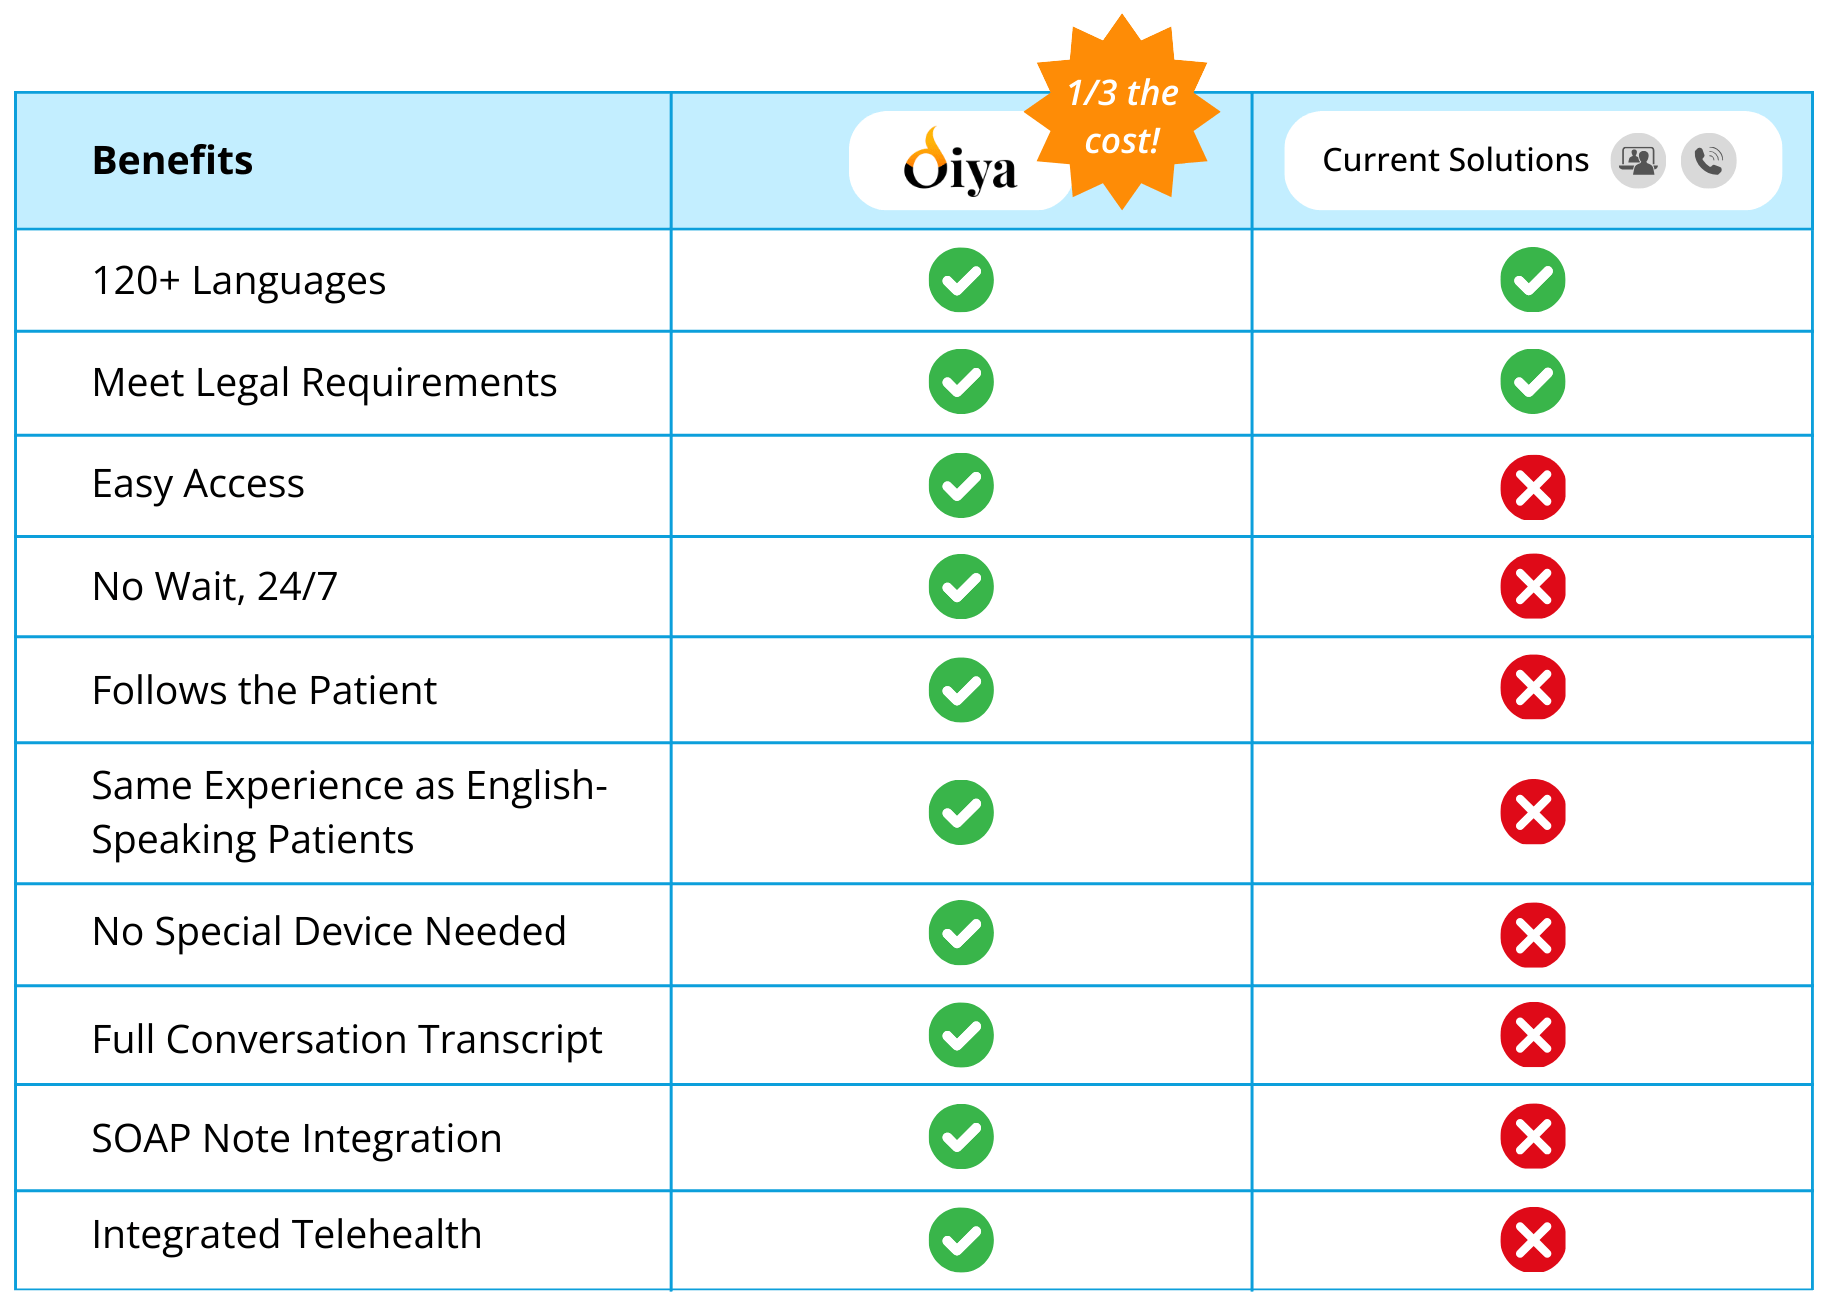 1/3 the
cost!
Benefits
Diya
Current Solutions
120+ Languages
Meet Legal Requirements
Easy Access
No Wait, 24/7
Follows the Patient
Same Experience as English-
Speaking Patients
No Special Device Needed
Full Conversation Transcript
SOAP Note Integration
Integrated Telehealth